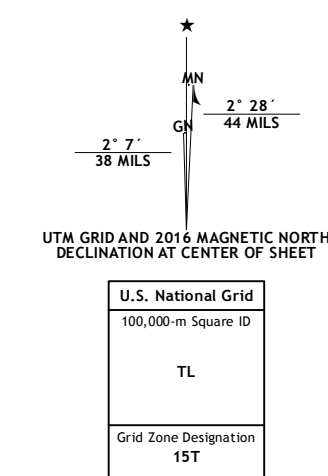 ★
MN
GN
2° 28´
44 MILS
2° 7´
38 MILS
UTM GRID AND 2016 MAGNETIC NORTH
DECLINATION AT CENTER OF SHEET
U.S. National Grid
100,000-m Square ID
TL
Grid Zone Designation
15T